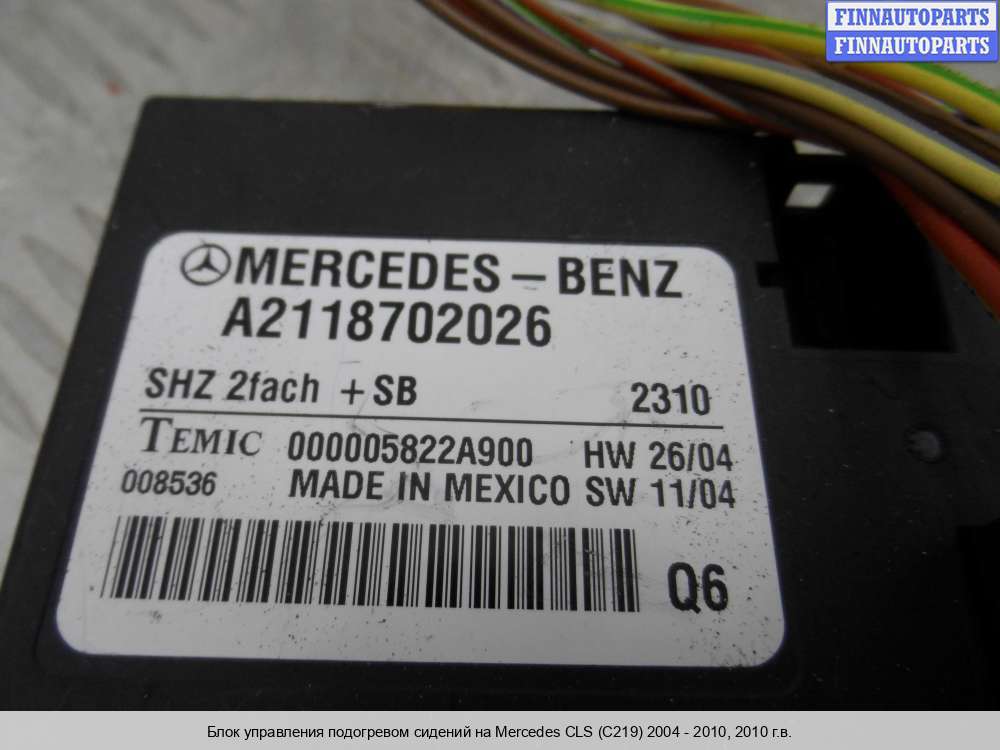 FINNAUTOPARTS
FINNAUTOPARTS
MERCEDES – BENZ
A2118702026
SHZ 2fach + SB 2310
TEMIC 000005822A900 HW 26/04
008536 MADE IN MEXICO SW 11/04
Q6
Блок управления подогревом сидений на Mercedes CLS (C219) 2004 - 2010, 2010 г.в.